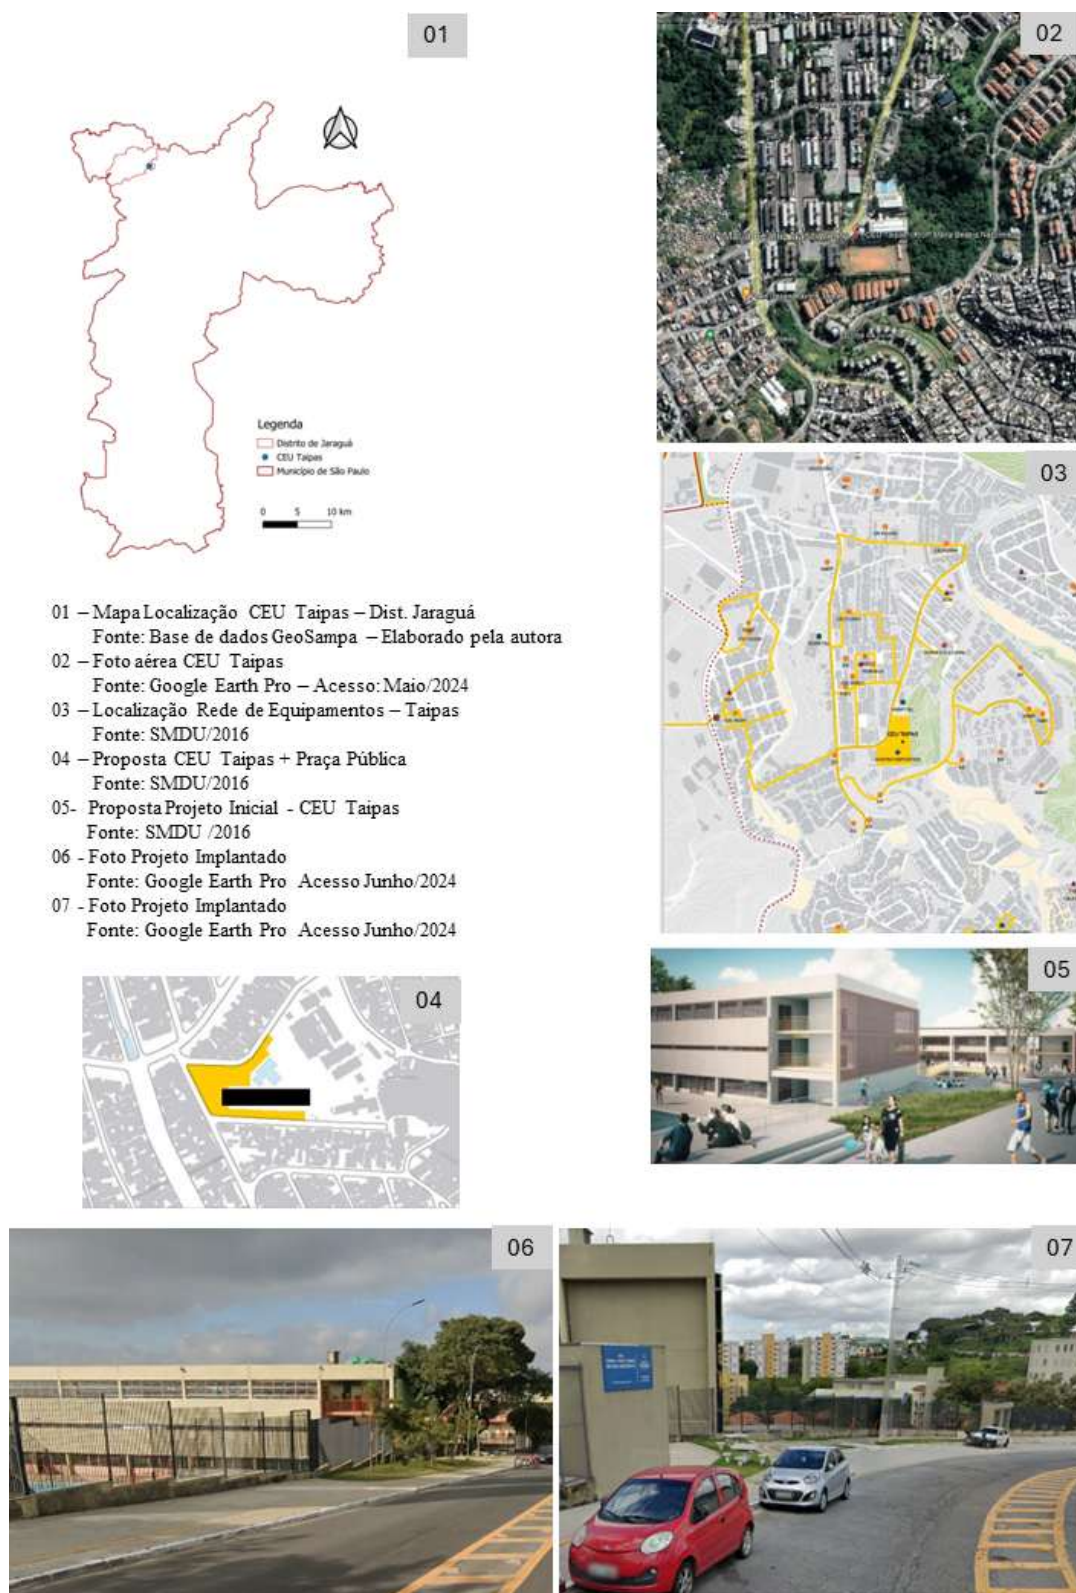 01
02
Legenda
Distrito de Jaraguá
CEU Taipas
Município de São Paulo
0 5 10 km
03
CEU TAIPAS
01 – Mapa Localização CEU Taipas – Dist. Jaraguá
Fonte: Base de dados GeoSampa – Elaborado pela autora
02 – Foto aérea CEU Taipas
Fonte: Google Earth Pro – Acesso: Maio/2024
03 – Localização Rede de Equipamentos – Taipas
Fonte: SMDU/2016
04 – Proposta CEU Taipas + Praça Pública
Fonte: SMDU/2016
05- Proposta Projeto Inicial - CEU Taipas
Fonte: SMDU /2016
06 - Foto Projeto Implantado
Fonte: Google Earth Pro Acesso Junho/2024
07 - Foto Projeto Implantado
Fonte: Google Earth Pro Acesso Junho/2024
04
05
06
07